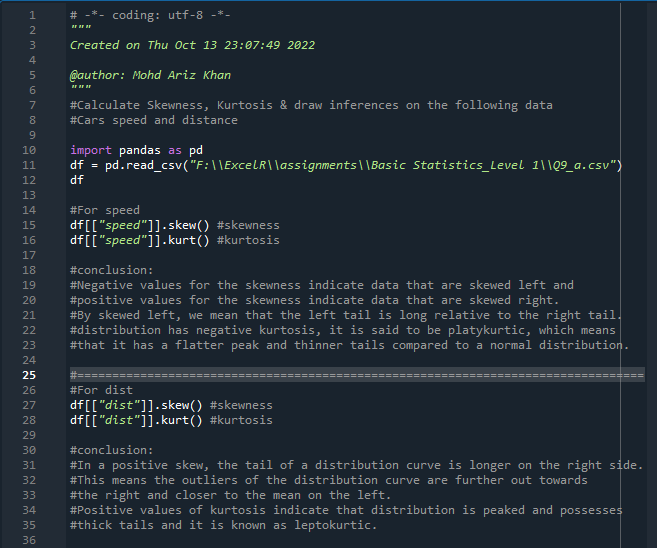 1 # -*- coding: utf-8 -*-
2 """
3 Created on Thu Oct 13 23:07:49 2022
4
5 @author: Mohd Ariz Khan
6 """
7 #Calculate Skewness, Kurtosis & draw inferences on the following data
8 #Cars speed and distance
9
10 import pandas as pd
11 df = pd.read_csv("F:\\ExcelR\\assignments\\Basic Statistics_Level 1\\Q9_a.csv")
12 df
13
14 #For speed
15 df[["speed"]].skew() #skewness
16 df[["speed"]].kurt() #kurtosis
17
18 #conclusion:
19 #Negative values for the skewness indicate data that are skewed left and
20 #positive values for the skewness indicate data that are skewed right.
21 #By skewed left, we mean that the left tail is long relative to the right tail.
22 #distribution has negative kurtosis, it is said to be platykurtic, which means
23 #that it has a flatter peak and thinner tails compared to a normal distribution.
24
25 #=================================================================================
26 #For dist
27 df[["dist"]].skew() #skewness
28 df[["dist"]].kurt() #kurtosis
29
30 #conclusion:
31 #In a positive skew, the tail of a distribution curve is longer on the right side.
32 #This means the outliers of the distribution curve are further out towards
33 #the right and closer to the mean on the left.
34 #Positive values of kurtosis indicate that distribution is peaked and possesses
35 #thick tails and it is known as leptokurtic.
36